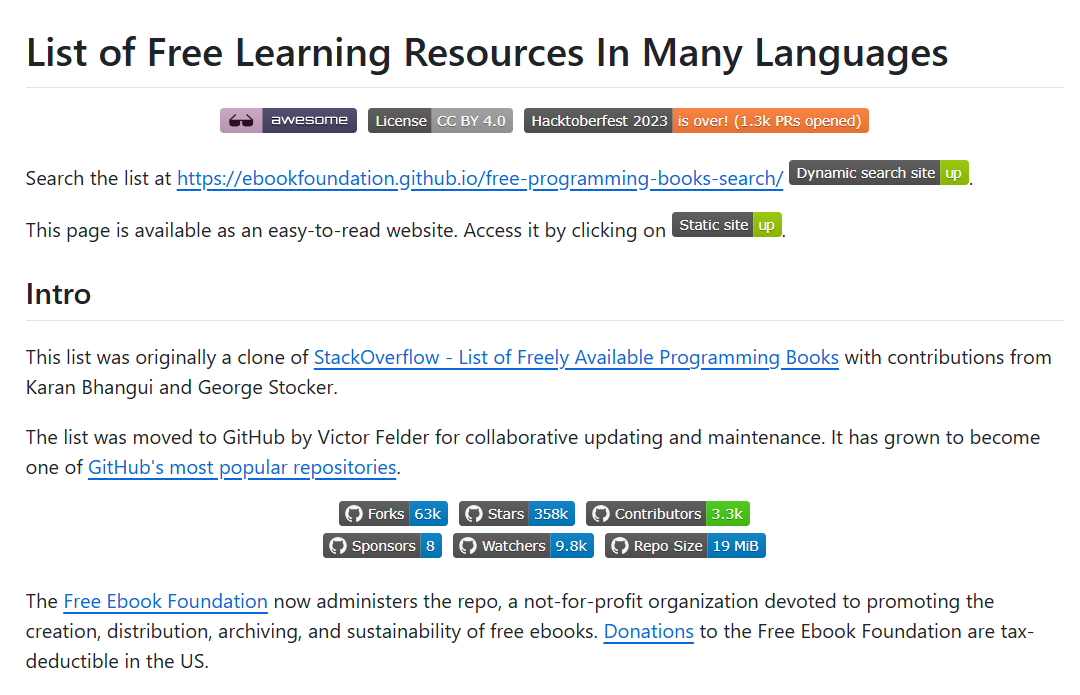 List of Free Learning Resources In Many Languages
awesome License CC BY 4.0 Hacktoberfest 2023 is over! (1.3k PRs opened)
Search the list at https://ebookfoundation.github.io/free-programming-books-search/ Dynamic search site up.
This page is available as an easy-to-read website. Access it by clicking on Static site up.
Intro
This list was originally a clone of StackOverflow - List of Freely Available Programming Books with contributions from
Karan Bhangui and George Stocker.
The list was moved to GitHub by Victor Felder for collaborative updating and maintenance. It has grown to become
one of GitHub's most popular repositories.
Forks 63k Stars 358k Contributors 3.3k
Sponsors 8 Watchers 9.8k Repo Size 19 MiB
The Free Ebook Foundation now administers the repo, a not-for-profit organization devoted to promoting the
creation, distribution, archiving, and sustainability of free ebooks. Donations to the Free Ebook Foundation are tax-
deductible in the US.